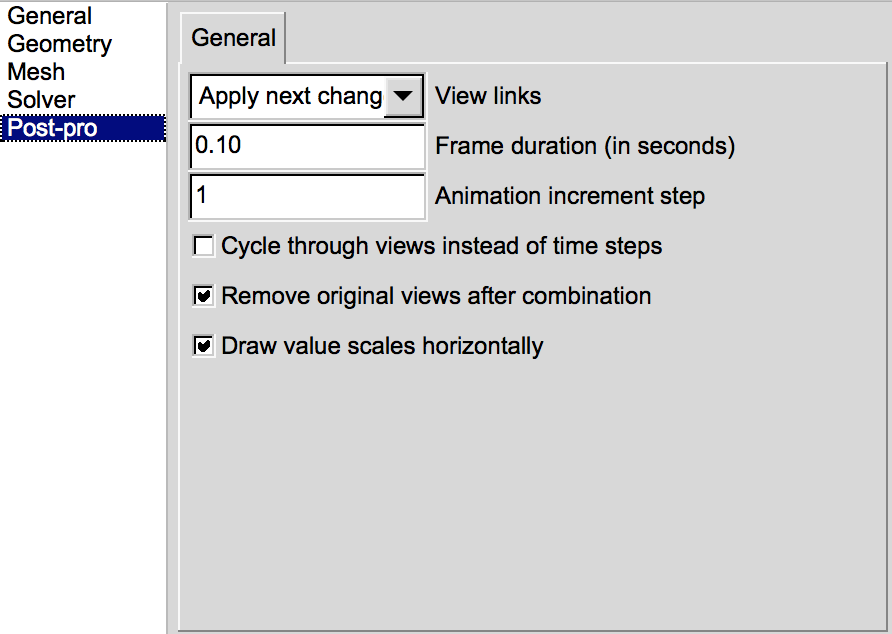 General
Geometry
Mesh
Solver
Post-pro
General
Apply next chang View links
0.10 Frame duration (in seconds)
1 Animation increment step
Cycle through views instead of time steps
Remove original views after combination
Draw value scales horizontally